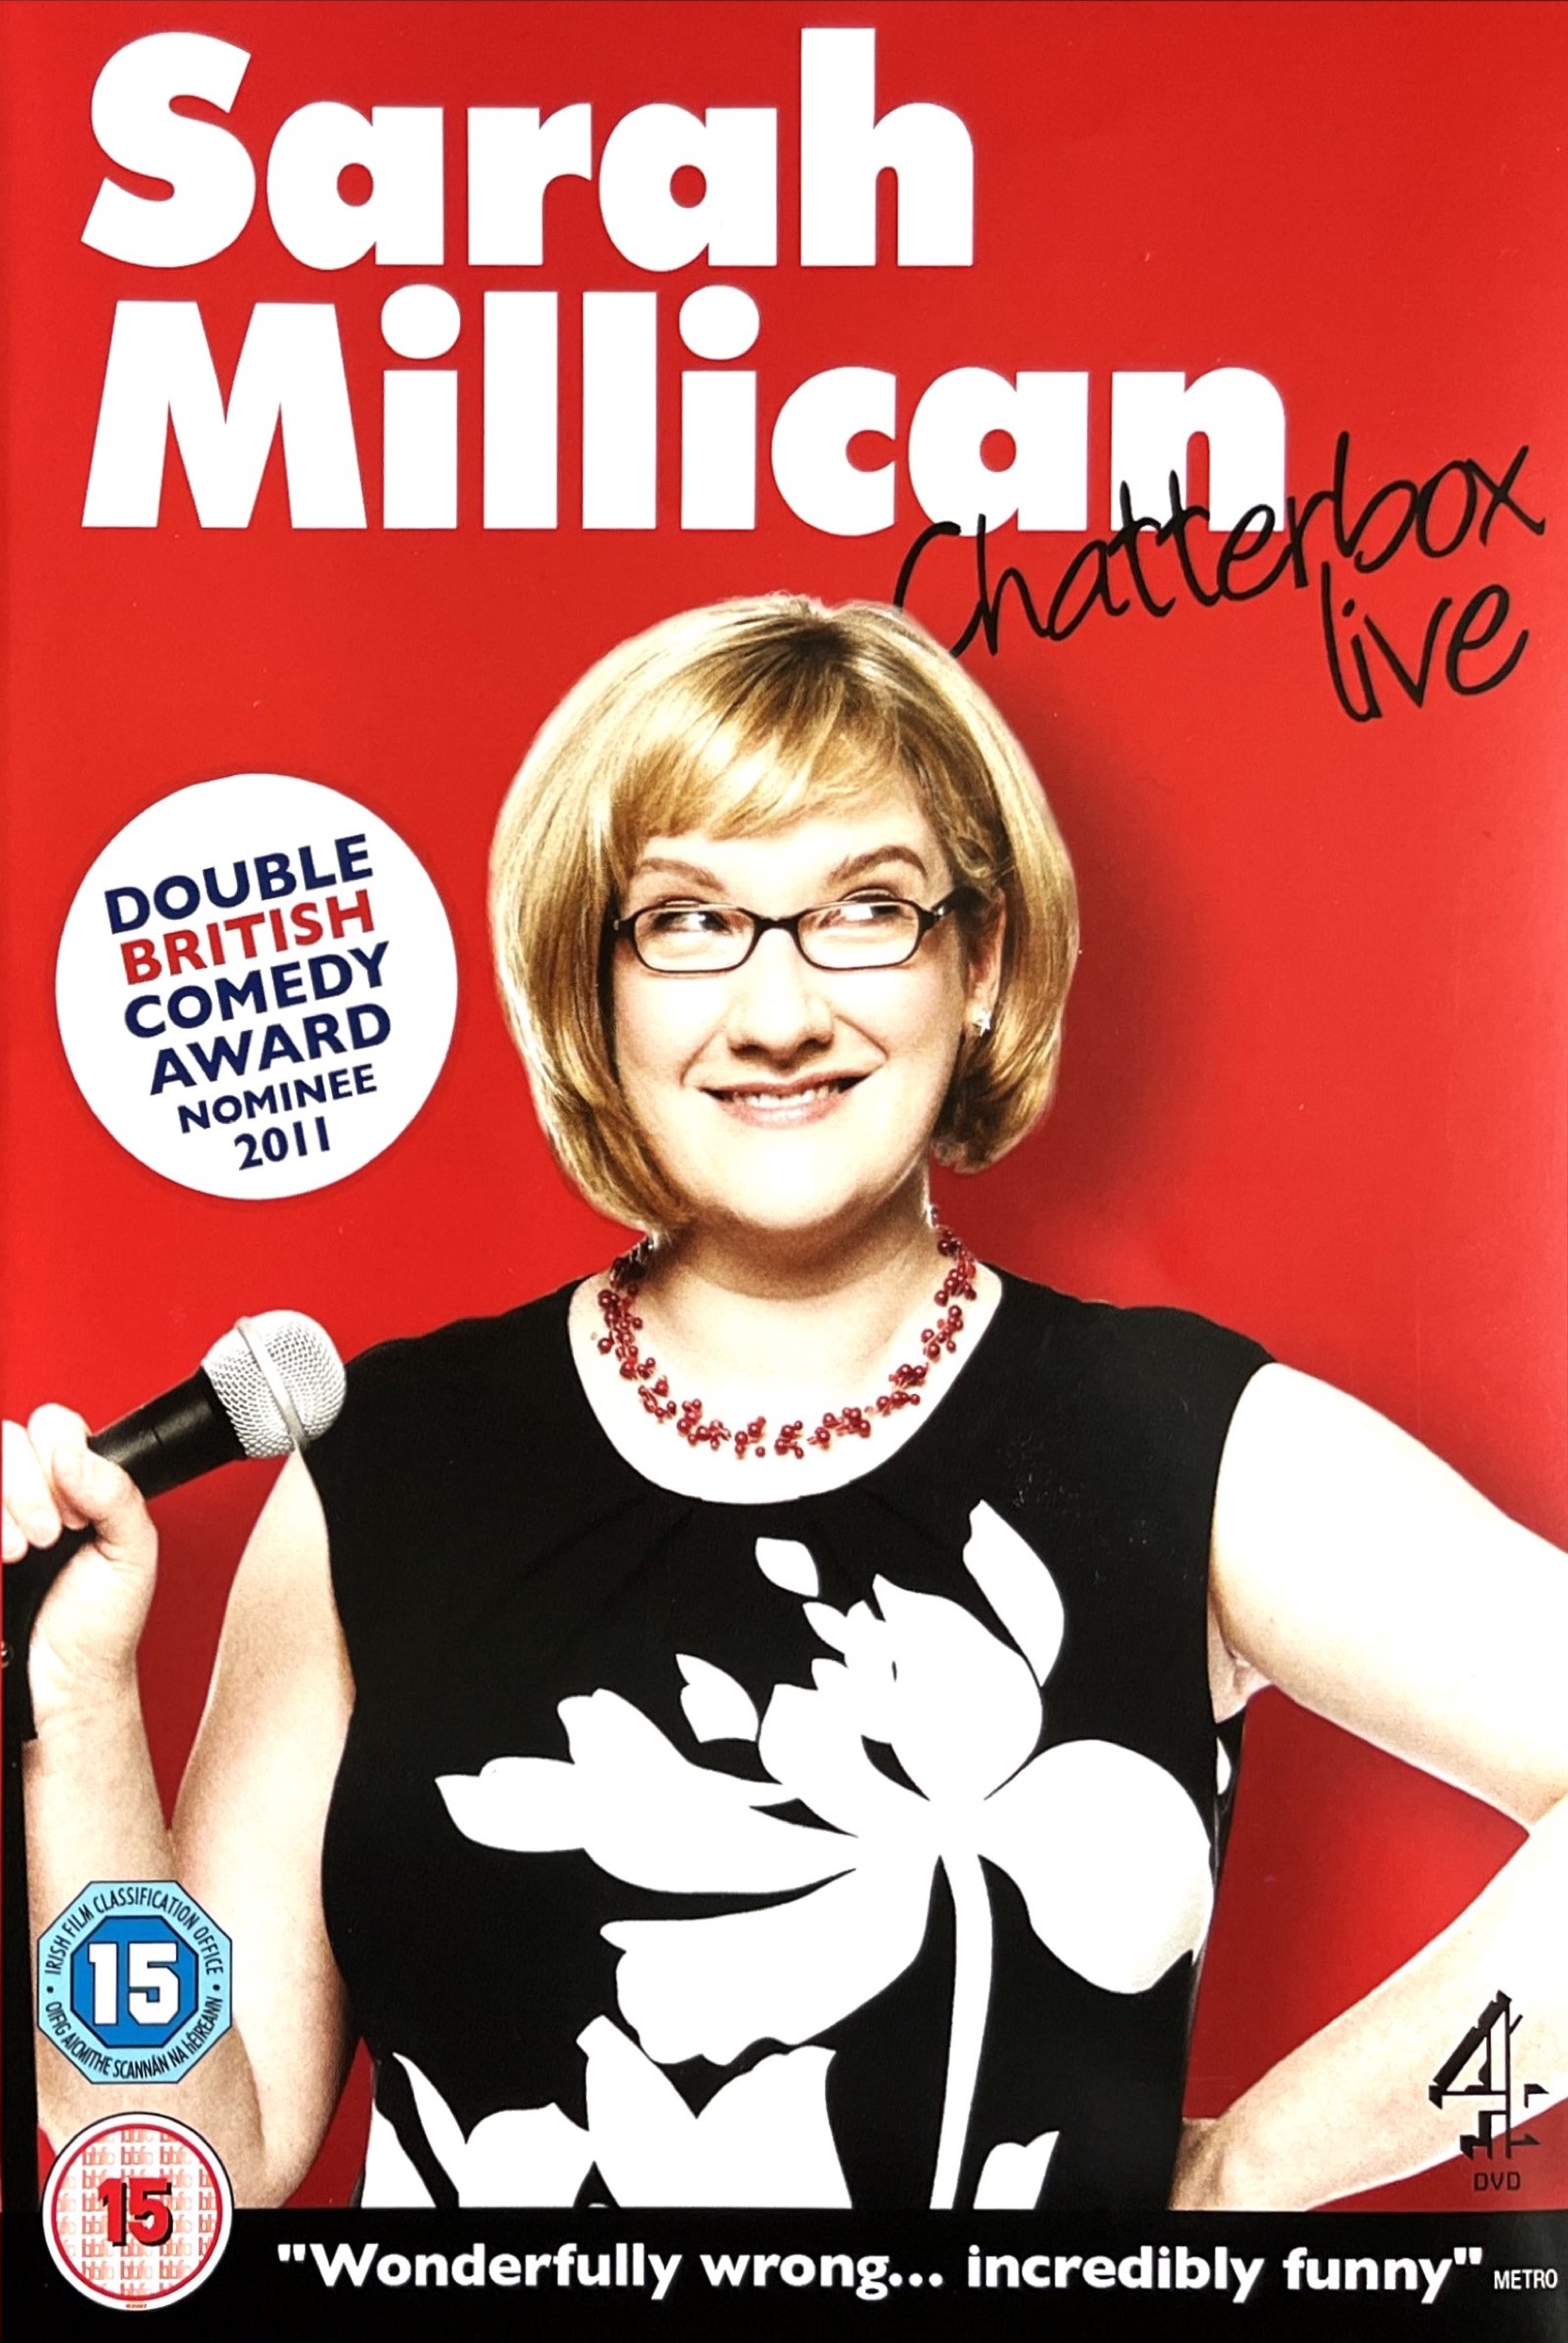 Sarah
Millican
Chatterbox
live
DOUBLE
BRITISH
COMEDY
AWARD
NOMINEE
2011
IRISH FILM CLASSIFICATION OFFICE
15
OIFIG AICMITHE SCANNÁN NA hÉIREANN
15
4
DVD
"Wonderfully wrong... incredibly funny" METRO